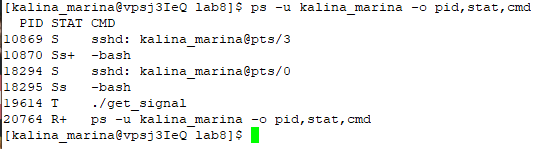 [kalina_marina@vpsj3IeQ lab8]$ ps -u kalina_marina -o pid,stat,cmd
  PID STAT CMD
10869 S    sshd: kalina_marina@pts/3
10870 Ss+  -bash
18294 S    sshd: kalina_marina@pts/0
18295 Ss   -bash
19614 T    ./get_signal
20764 R+   ps -u kalina_marina -o pid,stat,cmd
[kalina_marina@vpsj3IeQ lab8]$